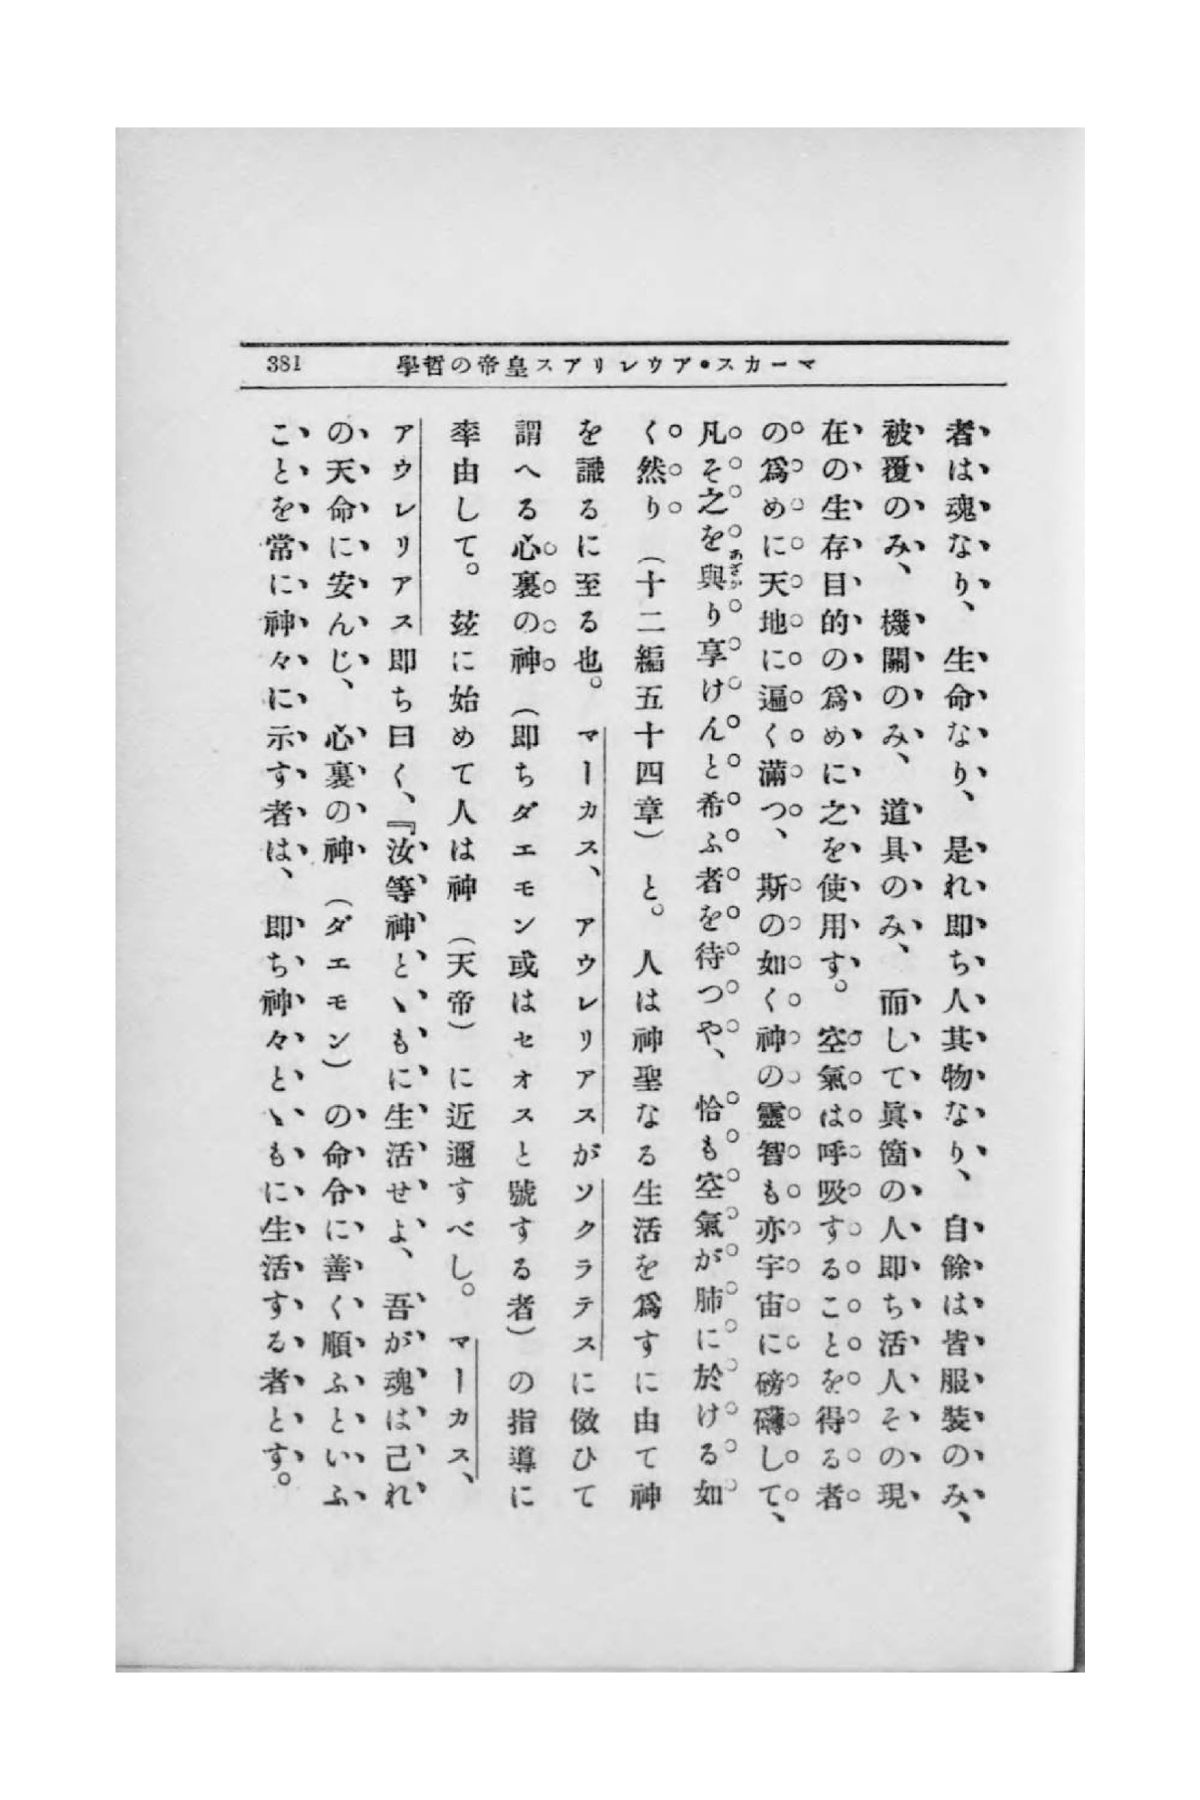 マーカス・アウレリアス皇帝の哲學
381
者は魂なり、生命なり、是れ即ち人其物なり、自餘は皆服裝のみ、
被覆のみ、機關のみ、道具のみ、而して眞箇の人即ち活人その現
在の生存目的の爲めに之を使用す。空氣は呼吸することを得る者
の爲めに天地に遍く滿つ、斯の如く神の靈智も亦宇宙に磅礴して、
凡そ之を與り享けんと希ふ者を待つや、恰も空氣が肺に於ける如
く然り（十二編五十四章）と。人は神聖なる生活を爲すに由て神
を識るに至る也。マーカス、アウレリアスがソクラテスに傚ひて
謂へる心裏の神（即ちダエモン或はセオスと號する者）の指導に
率由して。玆に始めて人は神（天帝）に近邇すべし。マーカス、
アウレリアス即ち曰く、『汝等神とゝもに生活せよ、吾が魂は己れ
の天命に安んじ、心裏の神（ダエモン）の命令に善く順ふといふ
ことを常に神々に示す者は、即ち神々とゝもに生活する者とす。